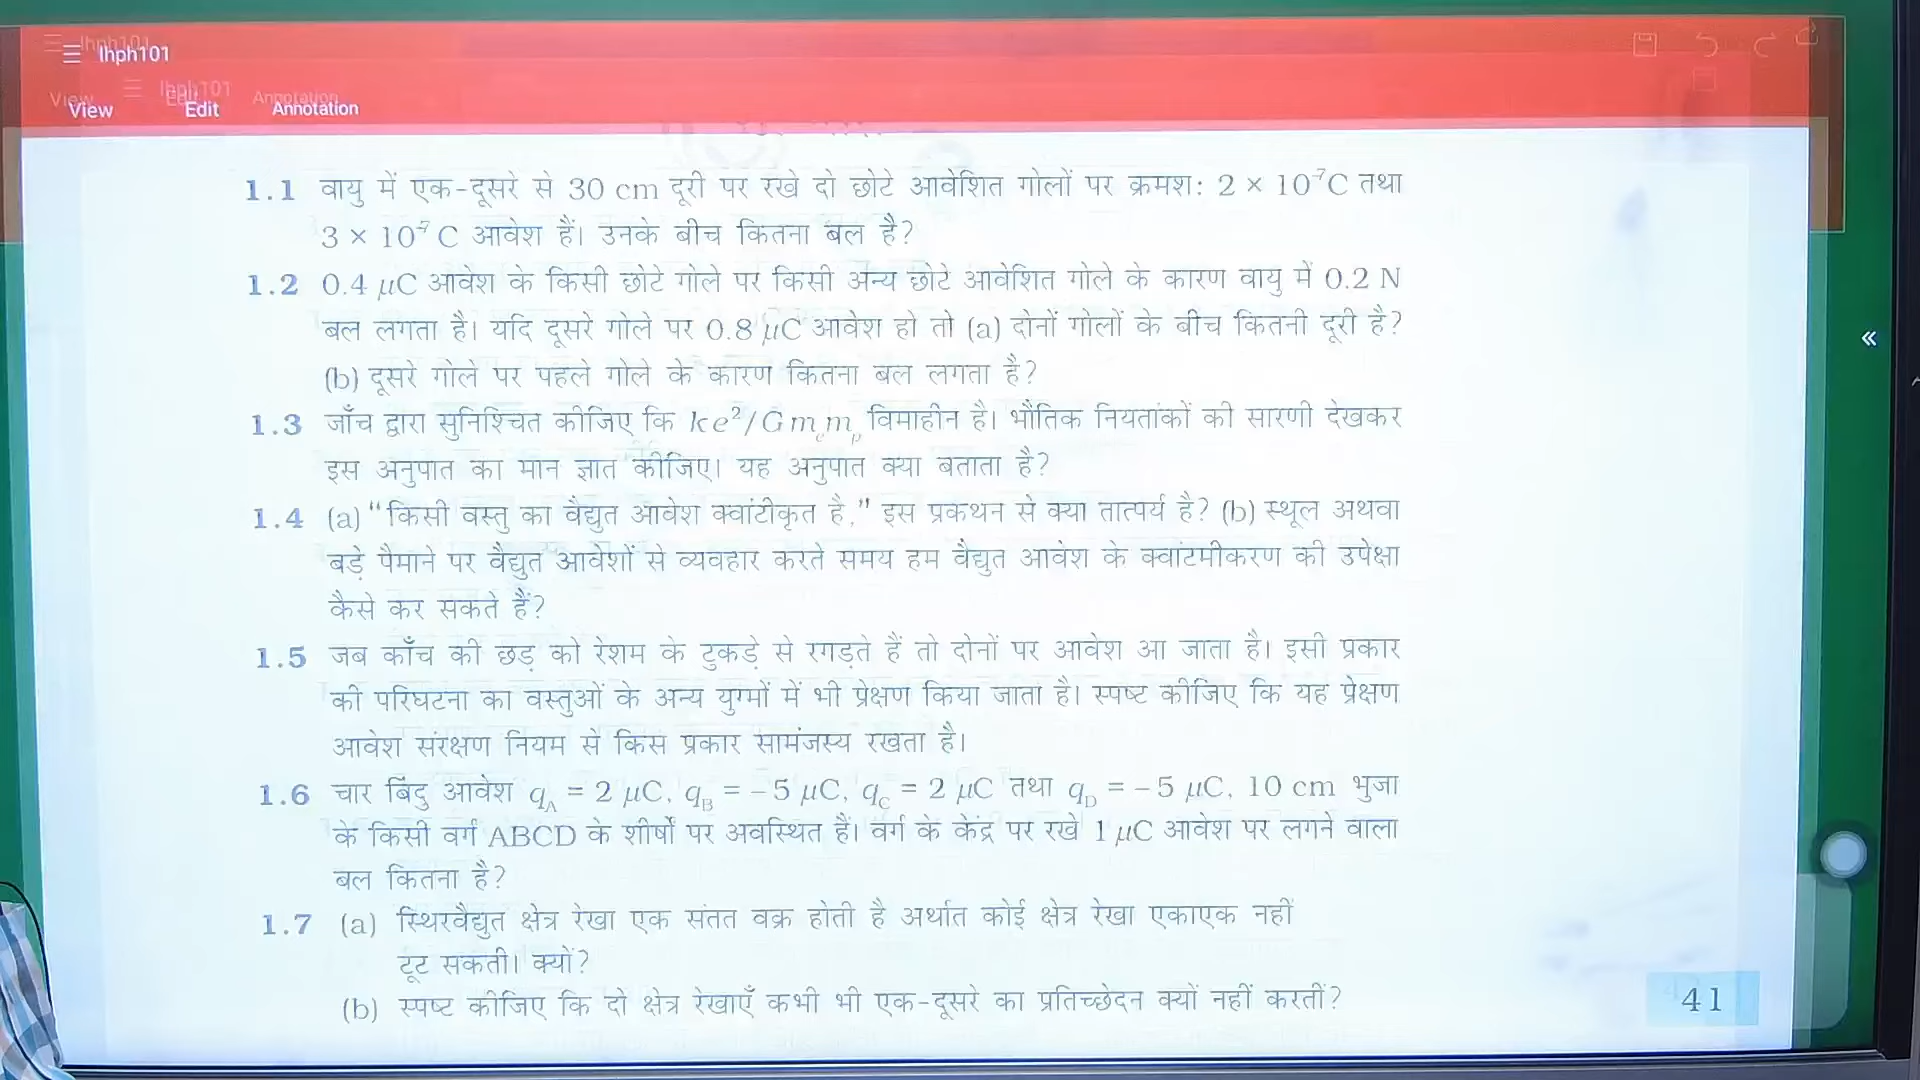 lhph101
View Edit Annotation
1.1 वायु में एक-दूसरे से 30 cm दूरी पर रखे दो छोटे आवेशित गोलों पर क्रमश: 2 × 10⁻⁷C तथा
3 × 10⁻⁷ C आवेश हैं। उनके बीच कितना बल है?
1.2 0.4 μC आवेश के किसी छोटे गोले पर किसी अन्य छोटे आवेशित गोले के कारण वायु में 0.2 N
बल लगता है। यदि दूसरे गोले पर 0.8 μC आवेश हो तो (a) दोनों गोलों के बीच कितनी दूरी है?
(b) दूसरे गोले पर पहले गोले के कारण कितना बल लगता है?
1.3 जाँच द्वारा सुनिश्चित कीजिए कि ke²/Gmₑmₚ विमाहीन है। भौतिक नियतांकों की सारणी देखकर
इस अनुपात का मान ज्ञात कीजिए। यह अनुपात क्या बताता है?
1.4 (a) “किसी वस्तु का वैद्युत आवेश क्वांटीकृत है,” इस प्रकथन से क्या तात्पर्य है? (b) स्थूल अथवा
बड़े पैमाने पर वैद्युत आवेशों से व्यवहार करते समय हम वैद्युत आवेश के क्वांटमीकरण की उपेक्षा
कैसे कर सकते हैं?
1.5 जब काँच की छड़ को रेशम के टुकड़े से रगड़ते हैं तो दोनों पर आवेश आ जाता है। इसी प्रकार
की परिघटना का वस्तुओं के अन्य युग्मों में भी प्रेक्षण किया जाता है। स्पष्ट कीजिए कि यह प्रेक्षण
आवेश संरक्षण नियम से किस प्रकार सामंजस्य रखता है।
1.6 चार बिंदु आवेश q_A = 2 μC, q_B = –5 μC, q_C = 2 μC तथा q_D = –5 μC, 10 cm भुजा
के किसी वर्ग ABCD के शीर्षों पर अवस्थित हैं। वर्ग के केंद्र पर रखे 1 μC आवेश पर लगने वाला
बल कितना है?
1.7 (a) स्थिरवैद्युत क्षेत्र रेखा एक संतत वक्र होती है अर्थात कोई क्षेत्र रेखा एकाएक नहीं
टूट सकती। क्यों?
(b) स्पष्ट कीजिए कि दो क्षेत्र रेखाएँ कभी भी एक-दूसरे का प्रतिच्छेदन क्यों नहीं करतीं?
41